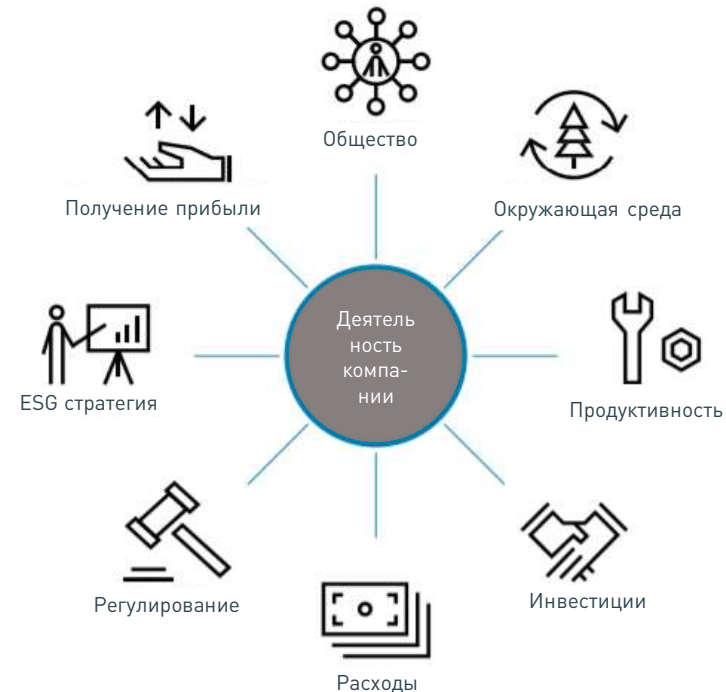 Общество
Получение прибыли
Окружающая среда
Деятель
ность
компа-
нии
ESG стратегия
Продуктивность
Регулирование
Инвестиции
Расходы